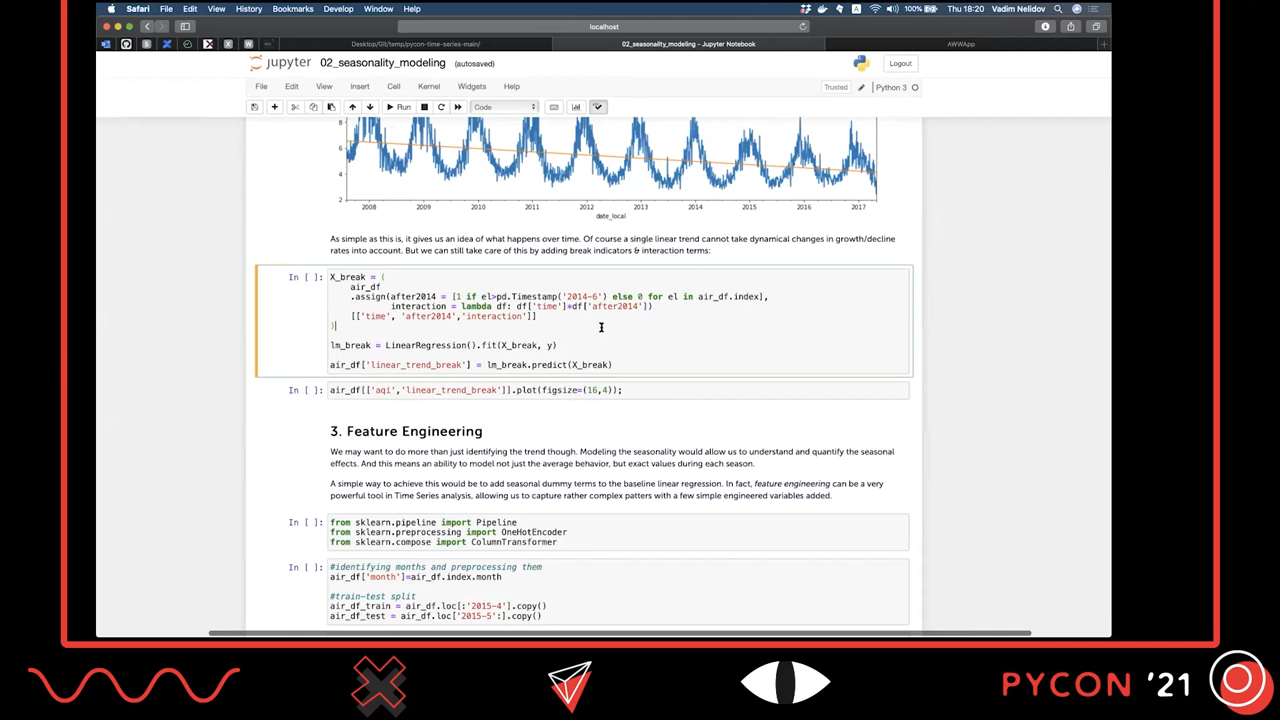 Safari File Edit View History Bookmarks Develop Window Help
A 100% Thu 18:20 Vadim Nelidov
localhost
Desktop/Git/temp/pycon-time-series-main/ 02_seasonality_modeling - Jupyter Notebook AWWApp
jupyter 02_seasonality_modeling (autosaved) Logout
File Edit View Insert Cell Kernel Widgets Help Trusted Python 3
Run Code
8
6
4
2
2008 2009 2010 2011 2012 2013 2014 2015 2016 2017
date_local
As simple as this is, it gives us an idea of what happens over time. Of course a single linear trend cannot take dynamical changes in growth/decline
rates into account. But we can still take care of this by adding break indicators & interaction terms:
In [ ]: X_break = (
air_df
.assign(after2014 = [1 if el>pd.Timestamp('2014-6') else 0 for el in air_df.index],
interaction = lambda df: df['time']*df['after2014'])
[['time', 'after2014','interaction']]
)
lm_break = LinearRegression().fit(X_break, y)
air_df['linear_trend_break'] = lm_break.predict(X_break)
In [ ]: air_df[['aqi','linear_trend_break']].plot(figsize=(16,4));
3. Feature Engineering
We may want to do more than just identifying the trend though. Modeling the seasonality would allow us to understand and quantify the seasonal
effects. And this means an ability to model not just the average behavior, but exact values during each season.
A simple way to achieve this would be to add seasonal dummy terms to the baseline linear regression. In fact, feature engineering can be a very
powerful tool in Time Series analysis, allowing us to capture rather complex patters with a few simple engineered variables added.
In [ ]: from sklearn.pipeline import Pipeline
from sklearn.preprocessing import OneHotEncoder
from sklearn.compose import ColumnTransformer
In [ ]: #identifying months and preprocessing them
air_df['month']=air_df.index.month
#train-test split
air_df_train = air_df.loc[:'2015-4'].copy()
air_df_test = air_df.loc['2015-5':].copy()
PYCON '21